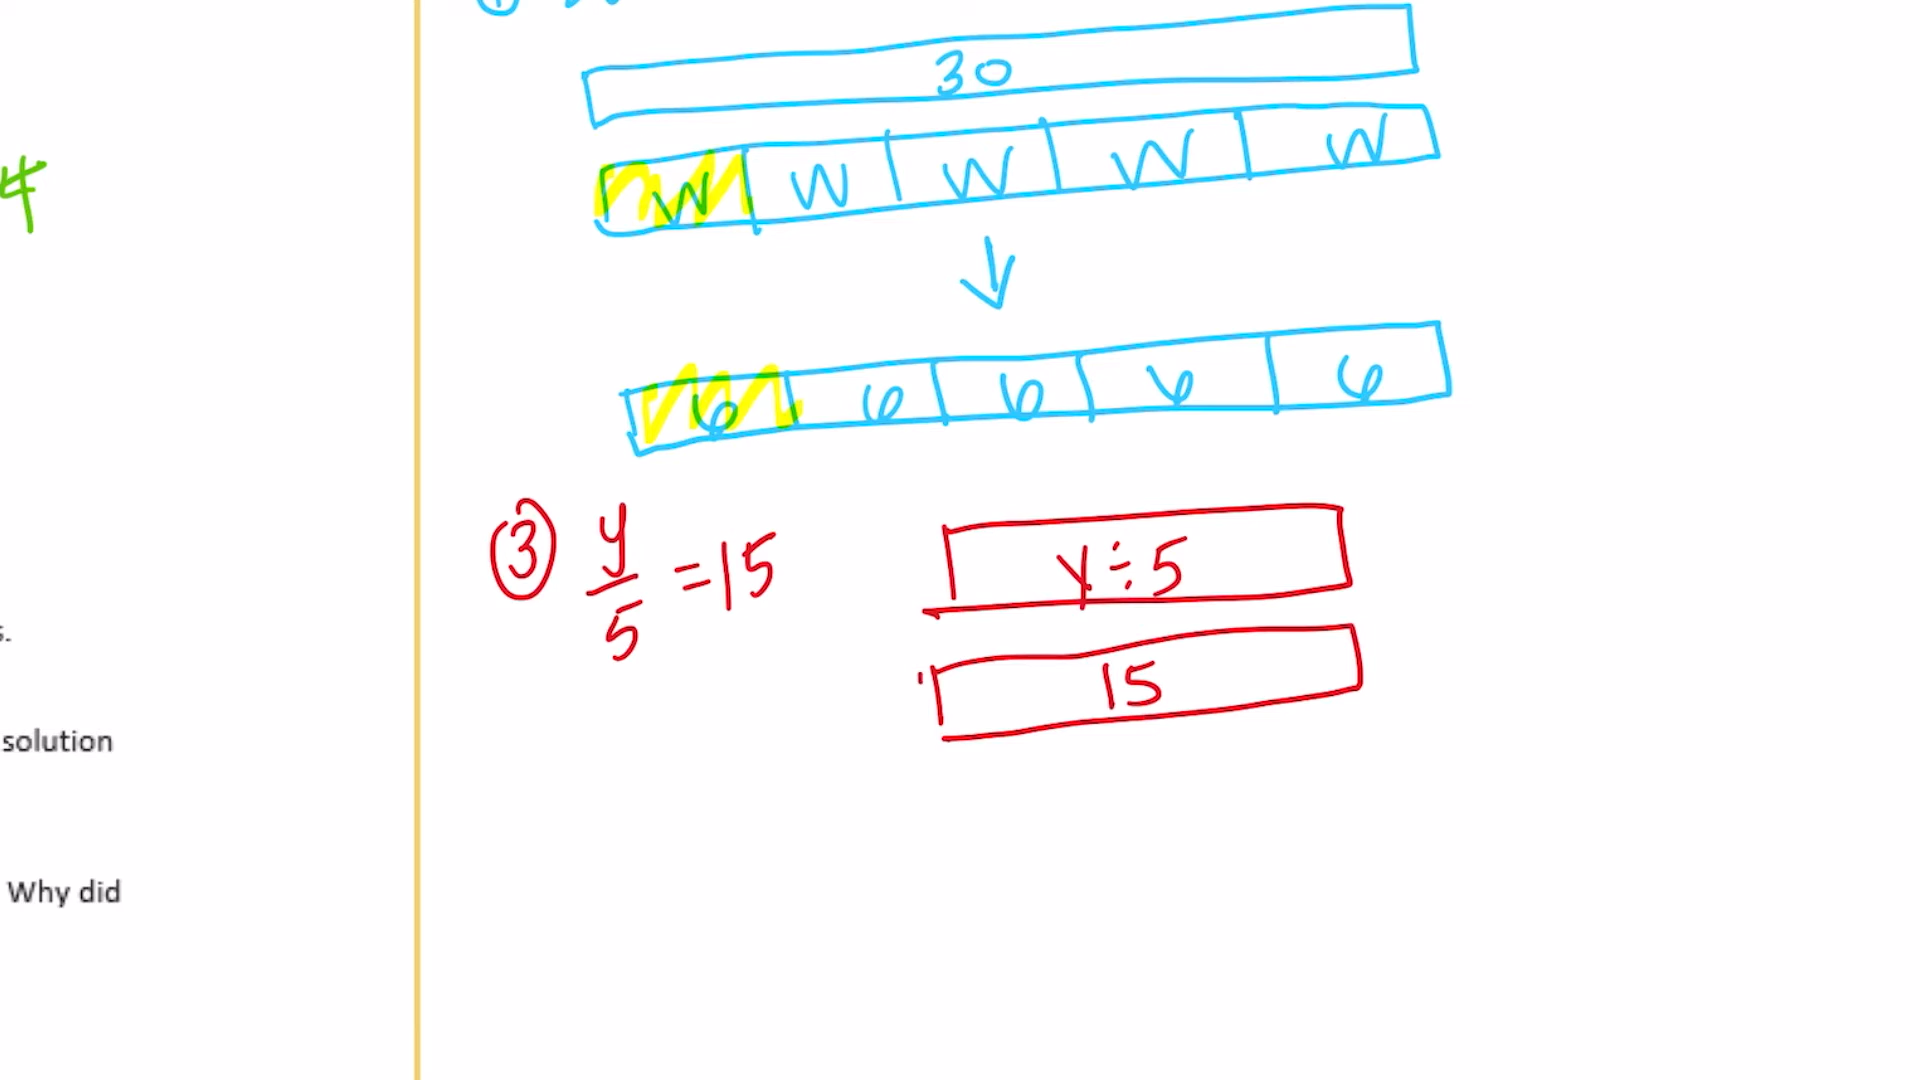 30
W W W W W
6 6 6 6 6
4
③ y/5 = 15
y ÷ 5
15
s.
solution
Why did